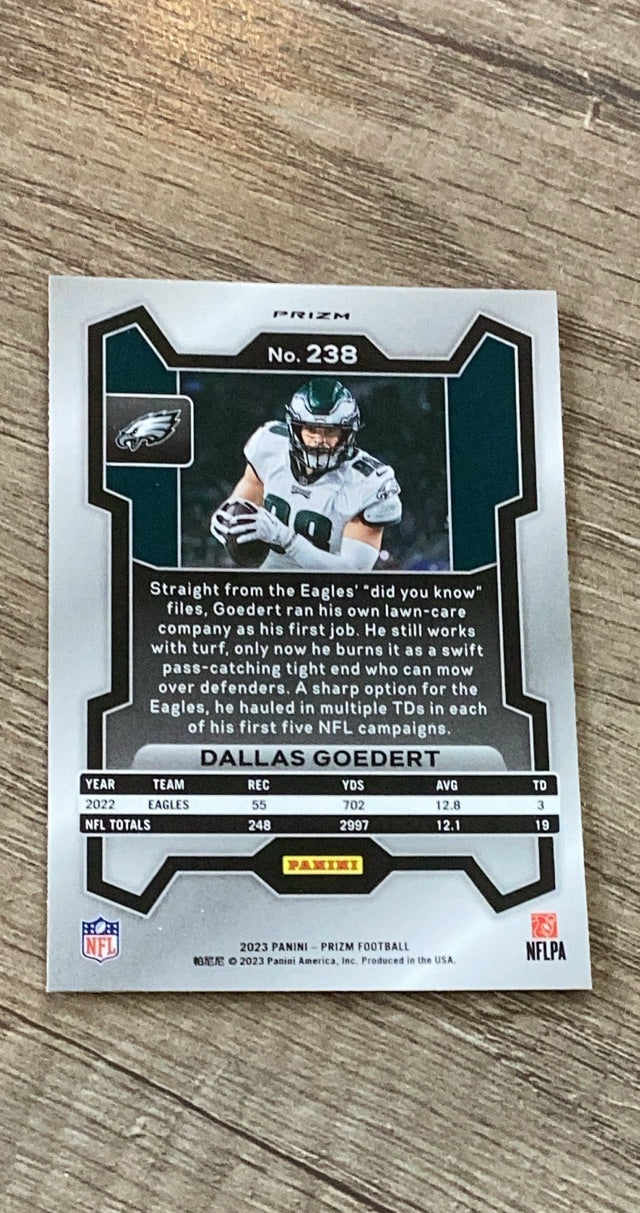 PRIZM
No. 238
88
Straight from the Eagles' "did you know"
files, Goedert ran his own lawn-care
company as his first job. He still works
with turf, only now he burns it as a swift
pass-catching tight end who can mow
over defenders. A sharp option for the
Eagles, he hauled in multiple TDs in each
of his first five NFL campaigns.
DALLAS GOEDERT
YEAR TEAM REC YDS AVG TD
2022 EAGLES 55 702 12.8 3
NFL TOTALS 248 2997 12.1 19
PANINI
NFL
NFLPA
2023 PANINI – PRIZM FOOTBALL
帕尼尼 © 2023 Panini America, Inc. Produced in the USA.